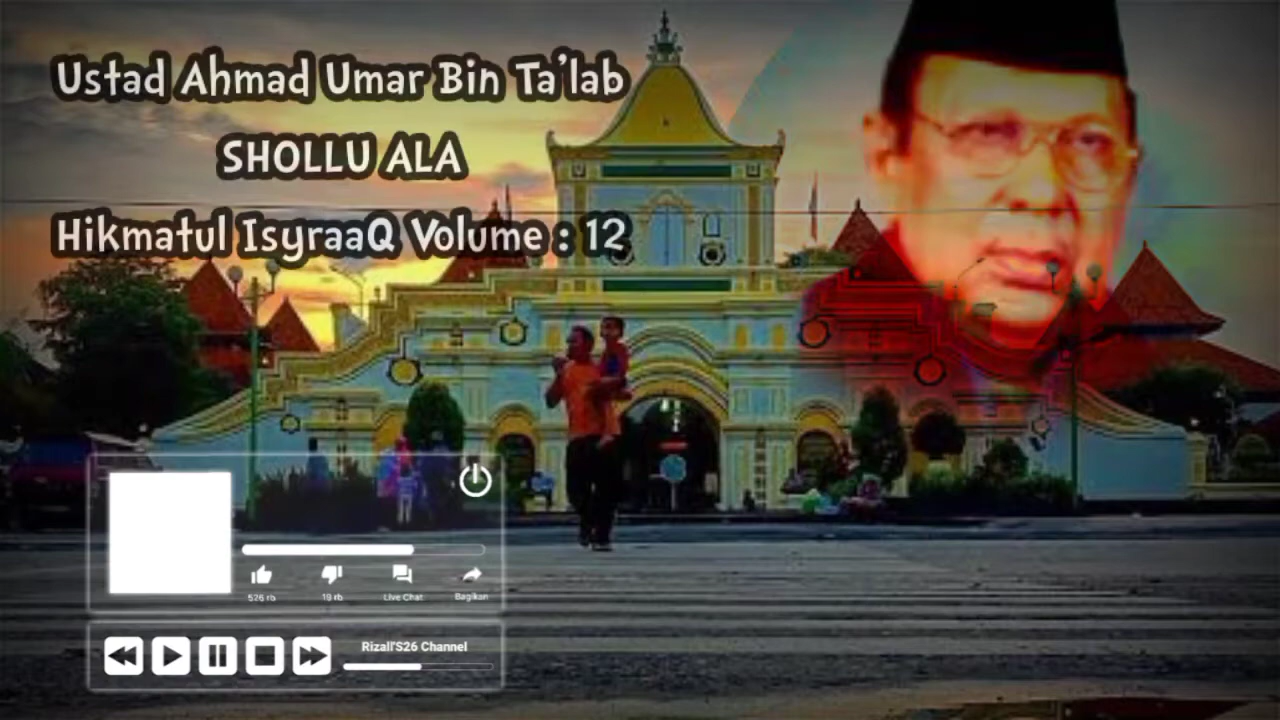 Ustad Ahmad Umar Bin Ta'lab
SHOLLU ALA
Hikmatul IsyraaQ Volume : 12
526 rb
19 rb
Live Chat
Bagikan
Rizall'S26 Channel